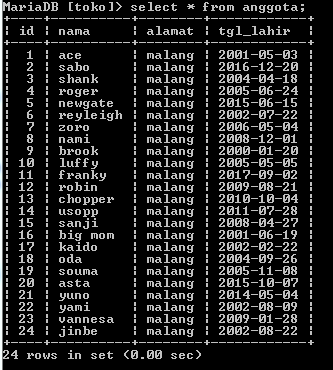 MariaDB [toko]> select * from anggota;
+----+----------+--------+------------+
| id | nama     | alamat | tgl_lahir  |
+----+----------+--------+------------+
|  1 | ace      | malang | 2001-05-03 |
|  2 | sabo     | malang | 2016-12-20 |
|  3 | shank    | malang | 2004-04-18 |
|  4 | roger    | malang | 2005-06-24 |
|  5 | newgate  | malang | 2015-06-15 |
|  6 | reyleigh | malang | 2002-07-22 |
|  7 | zoro     | malang | 2006-05-04 |
|  8 | nami     | malang | 2008-12-01 |
|  9 | brook    | malang | 2000-01-20 |
| 10 | luffy    | malang | 2005-05-05 |
| 11 | franky   | malang | 2017-09-02 |
| 12 | robin    | malang | 2009-08-21 |
| 13 | chopper  | malang | 2010-10-04 |
| 14 | usopp    | malang | 2011-07-28 |
| 15 | sanji    | malang | 2008-04-27 |
| 16 | big mom  | malang | 2001-06-19 |
| 17 | kaido    | malang | 2002-02-22 |
| 18 | oda      | malang | 2004-09-26 |
| 19 | souma    | malang | 2005-11-08 |
| 20 | asta     | malang | 2015-10-07 |
| 21 | yuno     | malang | 2014-05-04 |
| 22 | yami     | malang | 2002-08-09 |
| 23 | vannesa  | malang | 2009-01-28 |
| 24 | jinbe    | malang | 2002-08-22 |
+----+----------+--------+------------+
24 rows in set (0.00 sec)